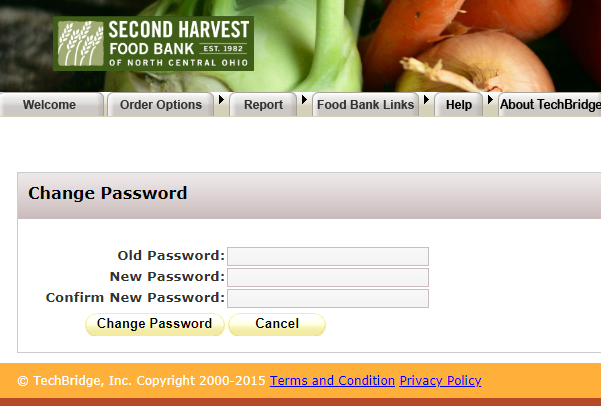 SECOND HARVEST
FOOD BANK EST. 1982
OF NORTH CENTRAL OHIO
Welcome Order Options Report Food Bank Links Help About TechBridge
Change Password
Old Password:
New Password:
Confirm New Password:
Change Password Cancel
© TechBridge, Inc. Copyright 2000-2015 Terms and Condition Privacy Policy